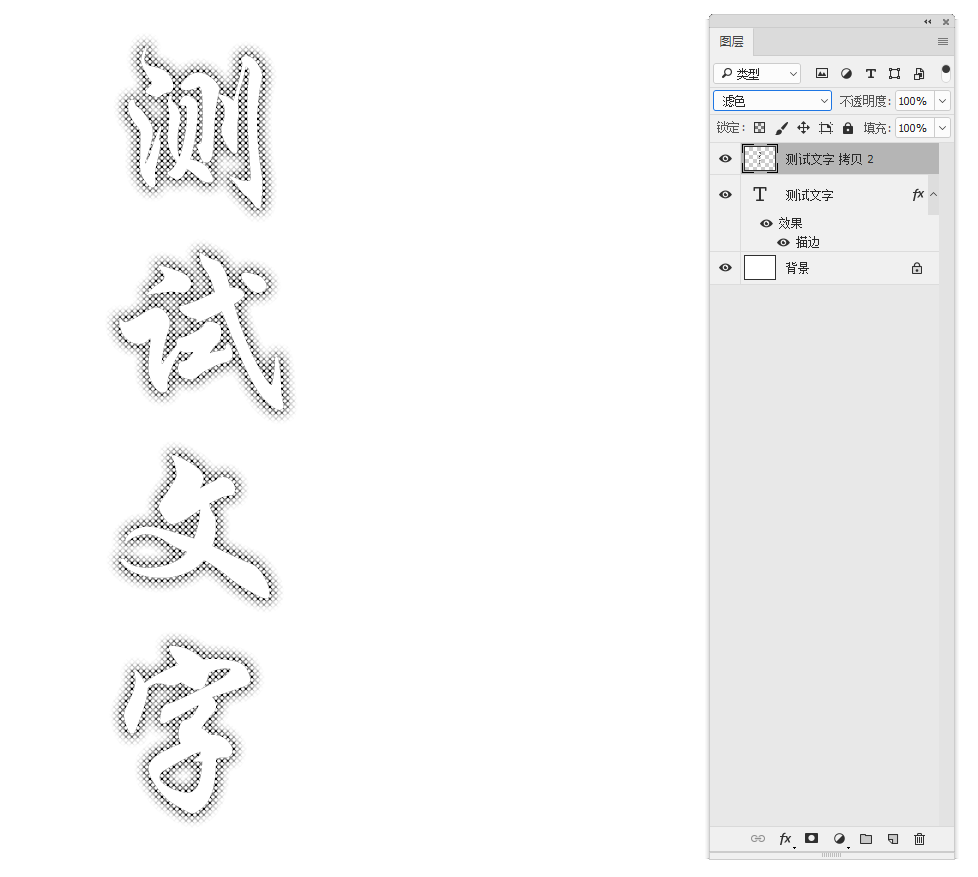 测
试
文
字
图层
类型
滤色
不透明度: 100%
锁定: 填充: 100%
测试文字 拷贝 2
T 测试文字 fx
效果
描边
背景
fx